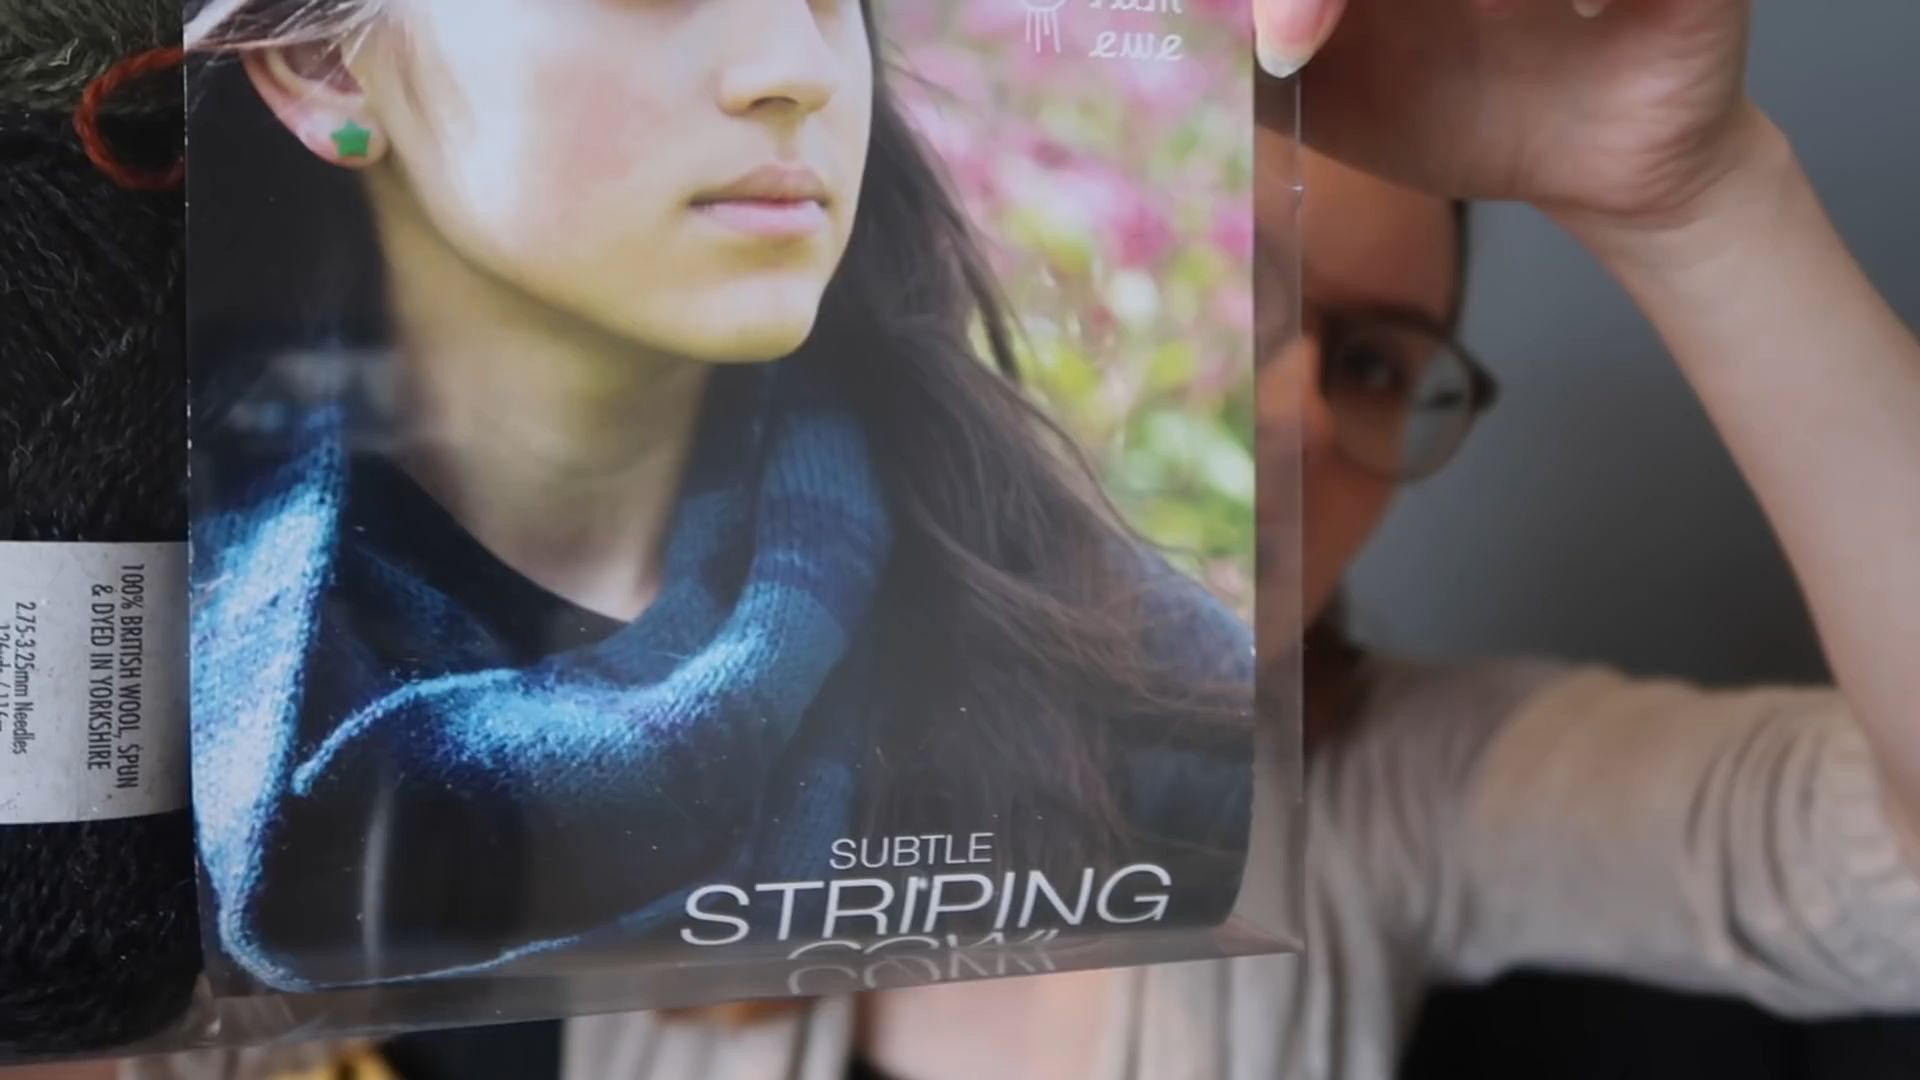 ewe
100% BRITISH WOOL, SPUN
& DYED IN YORKSHIRE
2.75-3.25mm Needles
SUBTLE
STRIPING